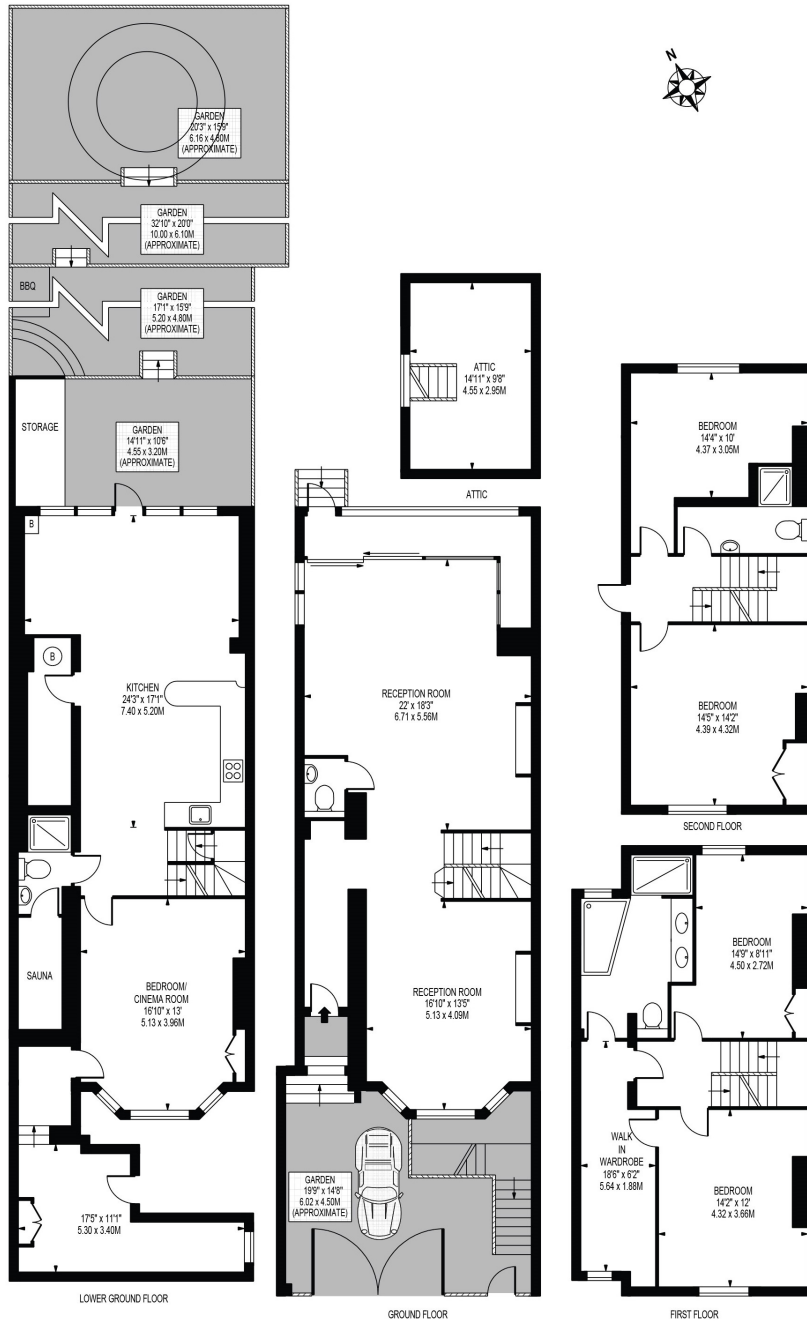 N
GARDEN
20'3" x 15'9"
6.16 x 4.80M
(APPROXIMATE)
GARDEN
32'10" x 20'0"
10.00 x 6.10M
(APPROXIMATE)
BBQ
GARDEN
17'1" x 15'9"
5.20 x 4.80M
(APPROXIMATE)
STORAGE
GARDEN
14'11" x 10'6"
4.55 x 3.20M
(APPROXIMATE)
B
B
KITCHEN
24'3" x 17'1"
7.40 x 5.20M
SAUNA
BEDROOM/
CINEMA ROOM
16'10" x 13'
5.13 x 3.96M
17'5" x 11'1"
5.30 x 3.40M
LOWER GROUND FLOOR
ATTIC
14'11" x 9'8"
4.55 x 2.95M
ATTIC
RECEPTION ROOM
22' x 18'3"
6.71 x 5.56M
RECEPTION ROOM
16'10" x 13'5"
5.13 x 4.09M
GARDEN
19'9" x 14'8"
6.02 x 4.50M
(APPROXIMATE)
GROUND FLOOR
BEDROOM
14'4" x 10'
4.37 x 3.05M
BEDROOM
14'5" x 14'2"
4.39 x 4.32M
SECOND FLOOR
BEDROOM
14'9" x 8'11"
4.50 x 2.72M
WALK
IN
WARDROBE
18'6" x 6'2"
5.64 x 1.88M
BEDROOM
14'2" x 12'
4.32 x 3.66M
FIRST FLOOR